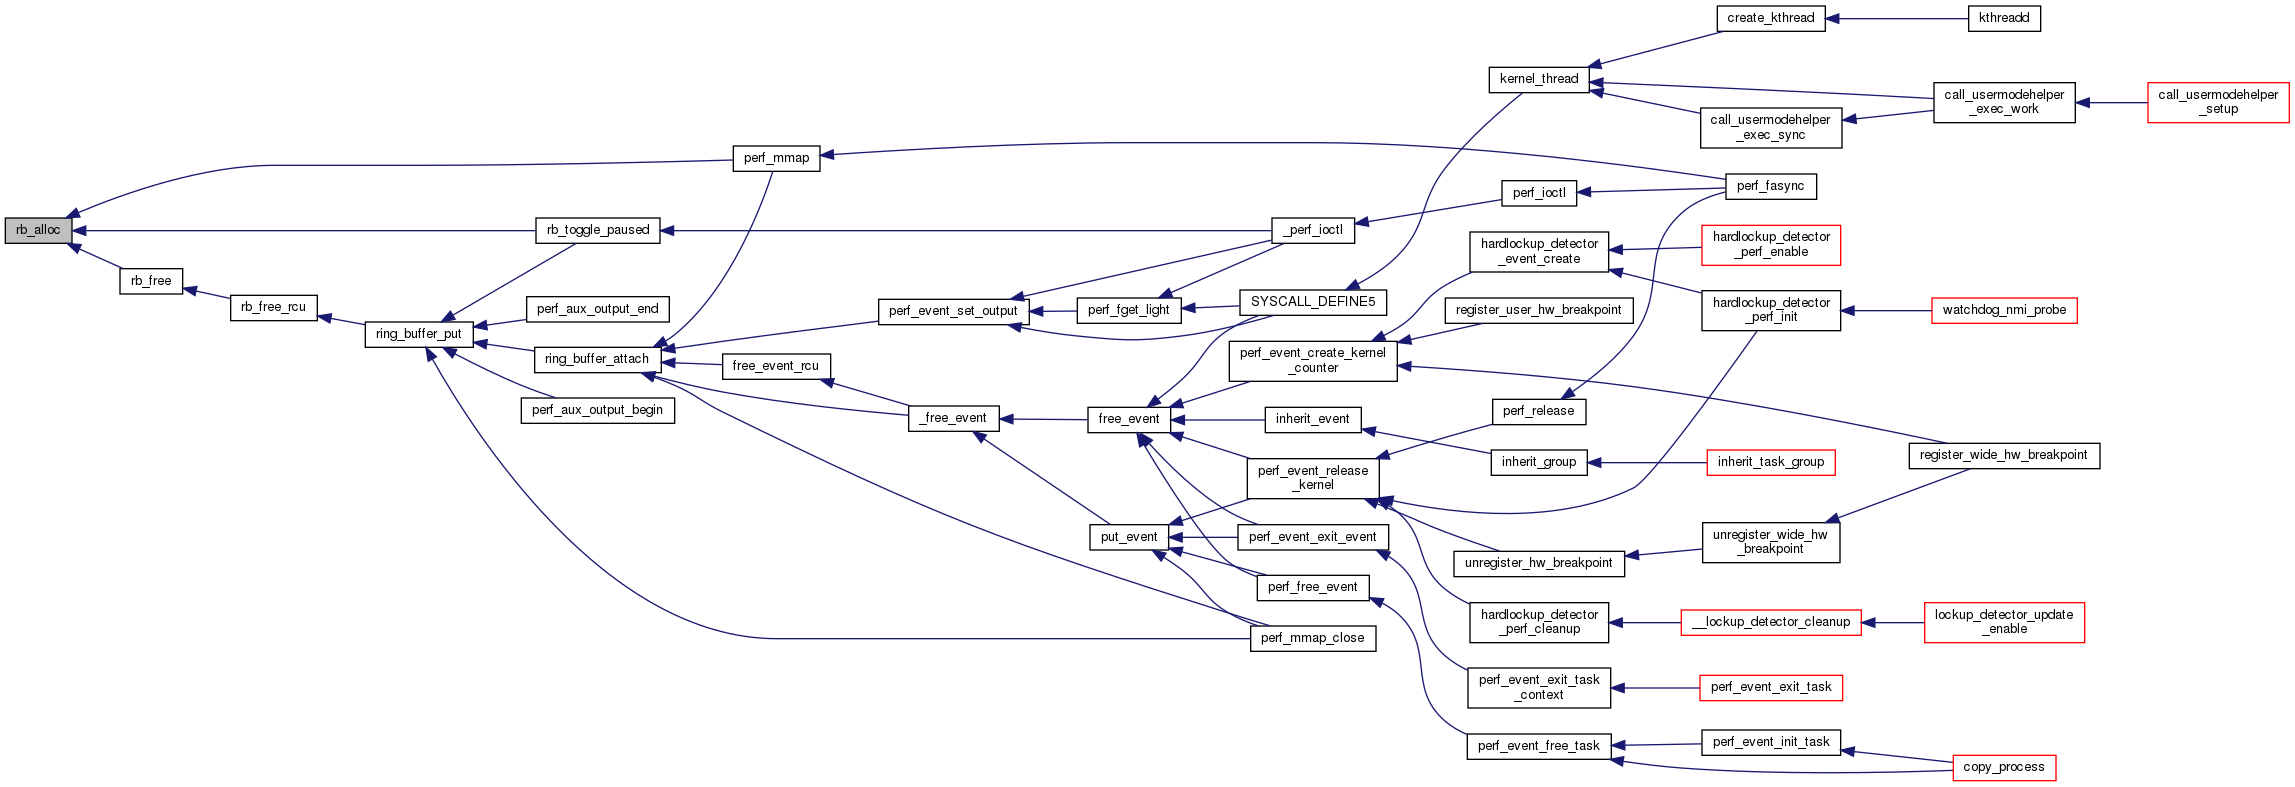 create_kthread
kthreadd
kernel_thread
call_usermodehelper
_exec_work
call_usermodehelper
_setup
call_usermodehelper
_exec_sync
perf_mmap
perf_ioctl
perf_fasync
rb_alloc
rb_toggle_paused
_perf_ioctl
hardlockup_detector
_event_create
hardlockup_detector
_perf_enable
rb_free
rb_free_rcu
perf_aux_output_end
perf_event_set_output
perf_fget_light
SYSCALL_DEFINE5
register_user_hw_breakpoint
hardlockup_detector
_perf_init
watchdog_nmi_probe
ring_buffer_put
ring_buffer_attach
free_event_rcu
perf_event_create_kernel
_counter
perf_aux_output_begin
_free_event
free_event
inherit_event
perf_release
perf_event_release
_kernel
inherit_group
inherit_task_group
register_wide_hw_breakpoint
put_event
perf_event_exit_event
unregister_hw_breakpoint
unregister_wide_hw
_breakpoint
perf_free_event
perf_mmap_close
hardlockup_detector
_perf_cleanup
__lockup_detector_cleanup
lockup_detector_update
_enable
perf_event_exit_task
_context
perf_event_exit_task
perf_event_free_task
perf_event_init_task
copy_process